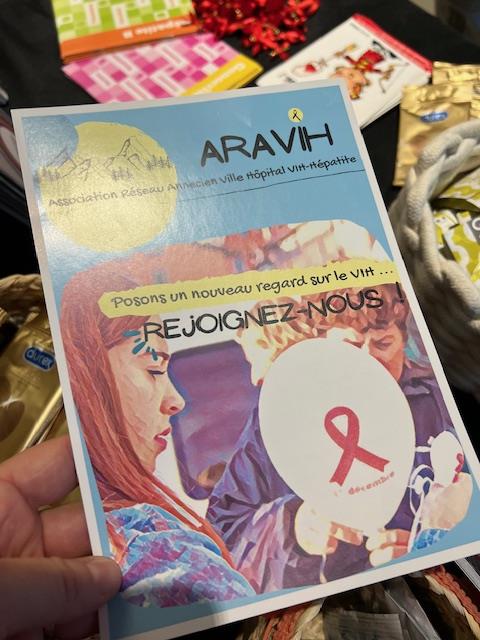 Hépatite B
ARAVIH
Association Réseau Annecien Ville Hôpital VIH-Hépatite
Posons un nouveau regard sur le VIH ...
REJOIGNEZ-NOUS !
décembre
durex